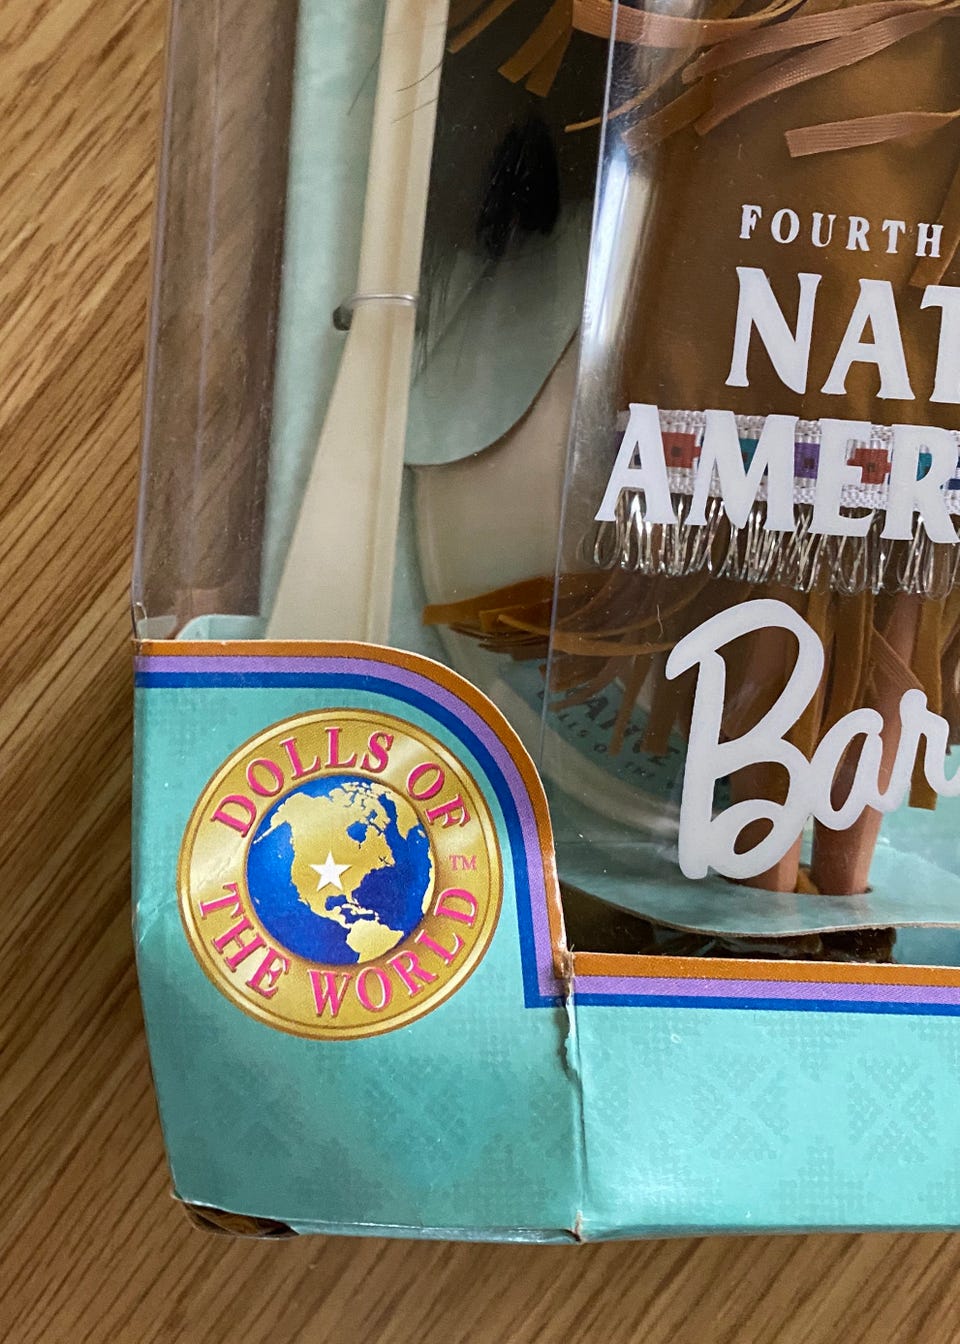 FOURTH
NAT
AMER
Bar
DOLLS OF
THE WORLD
TM